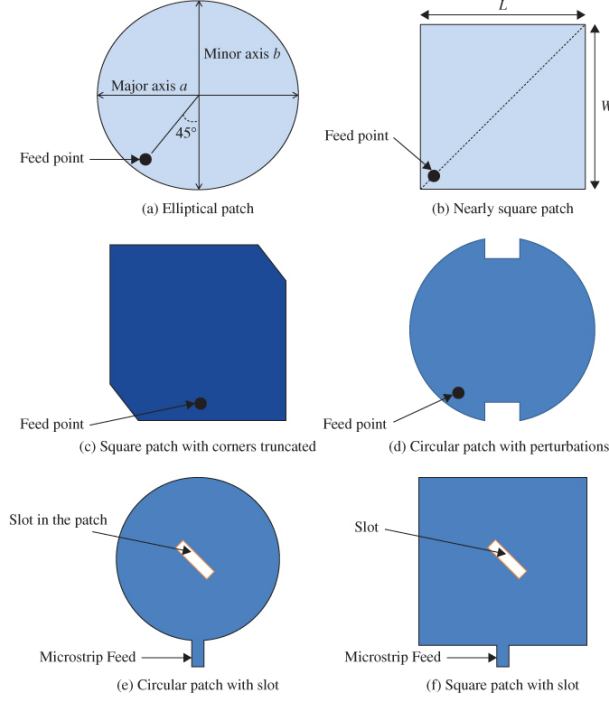 L
Minor axis b
Major axis a
W
45°
Feed point
Feed point
(a) Elliptical patch
(b) Nearly square patch
Feed point
Feed point
(c) Square patch with corners truncated
(d) Circular patch with perturbations
Slot in the patch
Slot
Microstrip Feed
Microstrip Feed
(e) Circular patch with slot
(f) Square patch with slot